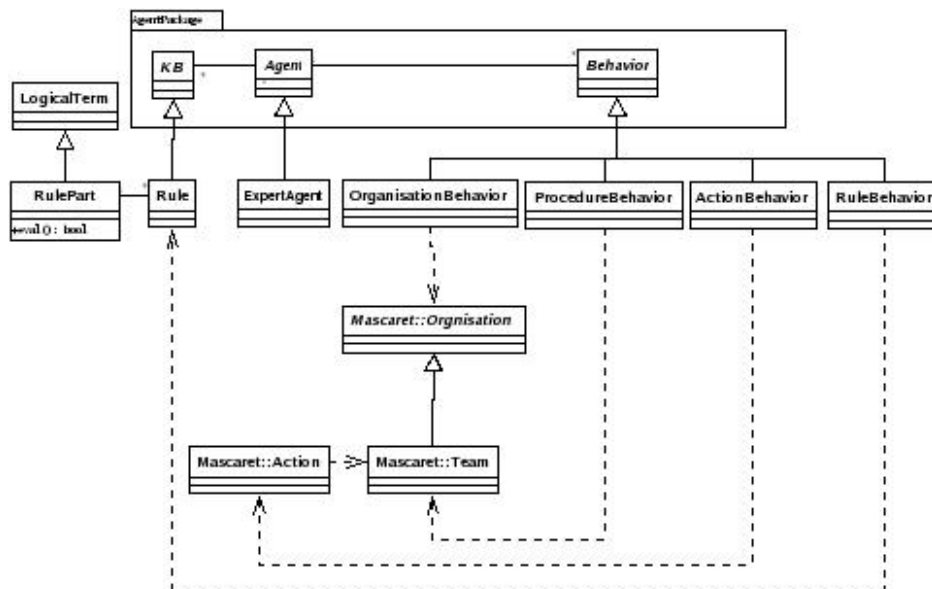 AgentPackage
KB
Agem
Behavior
*
*
*
LogicalTerm
RulePart
+eval() : bool
*
Rule
ExpertAgent
OrganisationBehavior
ProcedureBehavior
ActionBehavior
RuleBehavior
Mascaret::Orgnisation
Mascaret::Action
Mascaret::Team